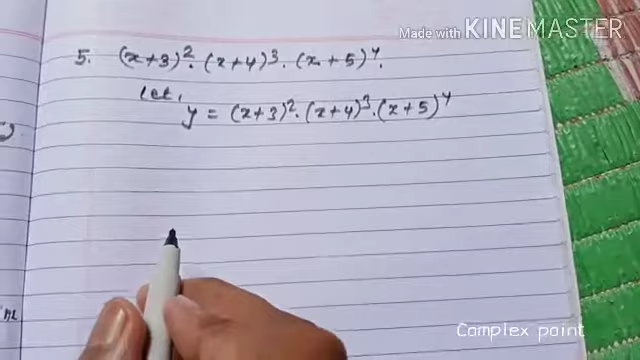 Made with KINEMASTER
5. (x+3)². (x+4)³. (x+5)⁴.
Let,
y = (x+3)². (x+4)³. (x+5)⁴
Complex point